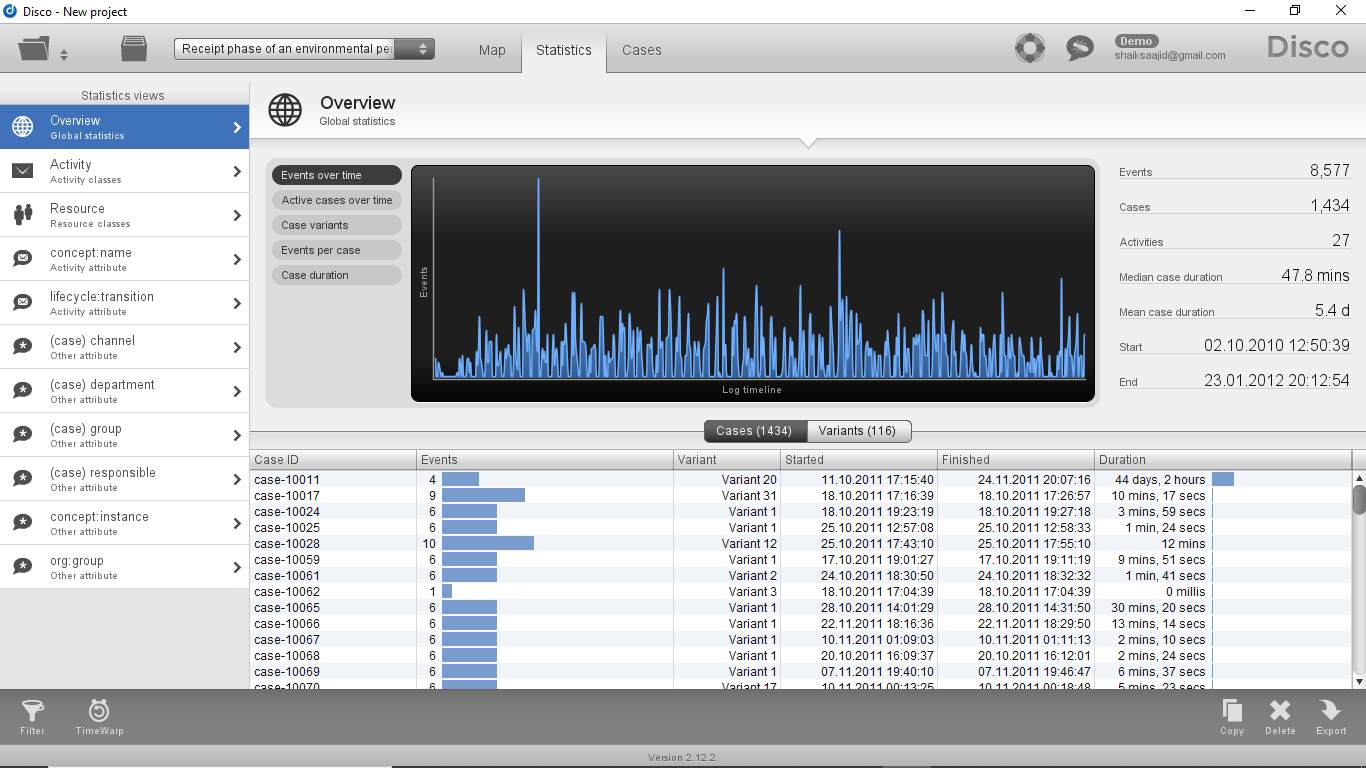 Disco - New project
Receipt phase of an environmental pe
Map
Statistics
Cases
Demo
shaiksaajid@gmail.com
Disco
Statistics views
Overview
Global statistics
Activity
Activity classes
Resource
Resource classes
concept:name
Activity attribute
lifecycle:transition
Activity attribute
(case) channel
Other attribute
(case) department
Other attribute
(case) group
Other attribute
(case) responsible
Other attribute
concept:instance
Other attribute
org:group
Other attribute
Overview
Global statistics
Events over time
Active cases over time
Case variants
Events per case
Case duration
Events
Log timeline
Events 8,577
Cases 1,434
Activities 27
Median case duration 47.8 mins
Mean case duration 5.4 d
Start 02.10.2010 12:50:39
End 23.01.2012 20:12:54
Cases (1434) Variants (116)
Case ID Events Variant Started Finished Duration
case-10011 4 Variant 20 11.10.2011 17:15:40 24.11.2011 20:07:16 44 days, 2 hours
case-10017 9 Variant 31 18.10.2011 17:16:39 18.10.2011 17:26:57 10 mins, 17 secs
case-10024 6 Variant 1 18.10.2011 19:23:19 18.10.2011 19:27:18 3 mins, 59 secs
case-10025 6 Variant 1 25.10.2011 12:57:08 25.10.2011 12:58:33 1 min, 24 secs
case-10028 10 Variant 12 25.10.2011 17:43:10 25.10.2011 17:55:10 12 mins
case-10059 6 Variant 1 17.10.2011 19:01:27 17.10.2011 19:11:19 9 mins, 51 secs
case-10061 6 Variant 2 24.10.2011 18:30:50 24.10.2011 18:32:32 1 min, 41 secs
case-10062 1 Variant 3 18.10.2011 17:04:39 18.10.2011 17:04:39 0 millis
case-10065 6 Variant 1 28.10.2011 14:01:29 28.10.2011 14:31:50 30 mins, 20 secs
case-10066 6 Variant 1 22.11.2011 18:16:36 22.11.2011 18:29:50 13 mins, 14 secs
case-10067 6 Variant 1 10.11.2011 01:09:03 10.11.2011 01:11:13 2 mins, 10 secs
case-10068 6 Variant 1 20.10.2011 16:09:37 20.10.2011 16:12:01 2 mins, 24 secs
case-10069 6 Variant 1 07.11.2011 19:40:10 07.11.2011 19:46:47 6 mins, 37 secs
case-10070 6 Variant 17 10.11.2011 00:13:25 10.11.2011 00:18:48 5 mins, 23 secs
Filter
TimeWarp
Copy
Delete
Export
Version 2.12.2